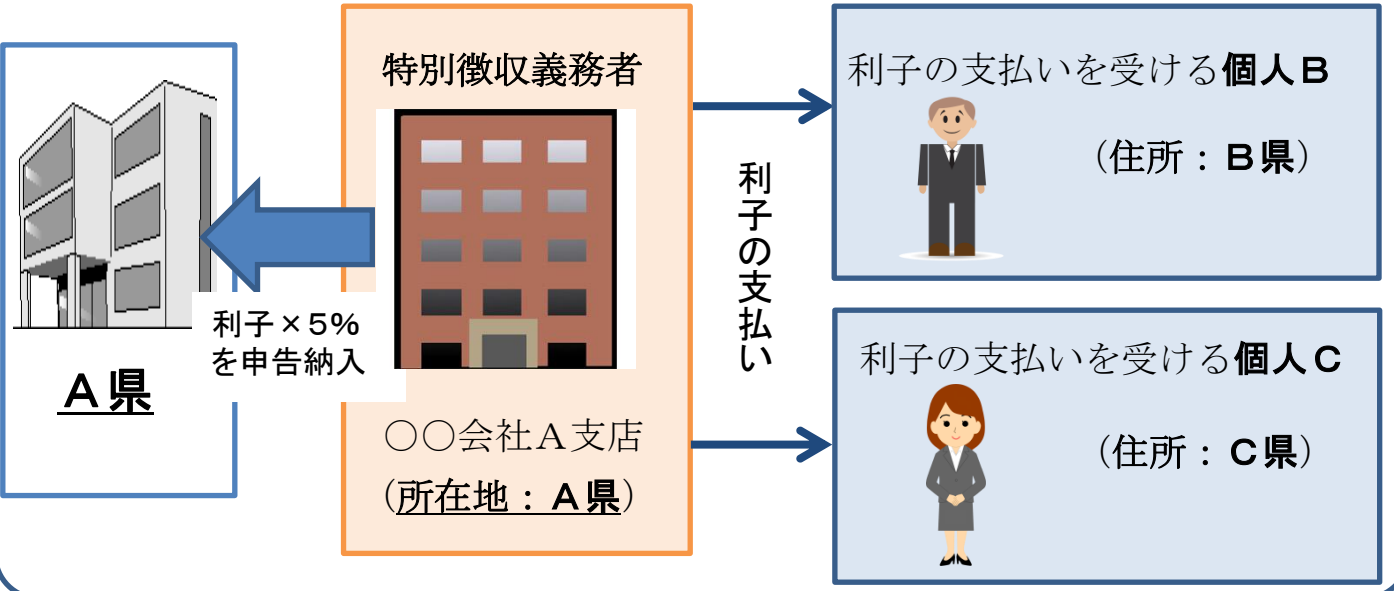 A県
利子×5%
を申告納入
特別徴収義務者
○○会社A支店
(所在地:A県)
利子の支払い
利子の支払いを受ける個人B
(住所:B県)
利子の支払いを受ける個人C
(住所:C県)